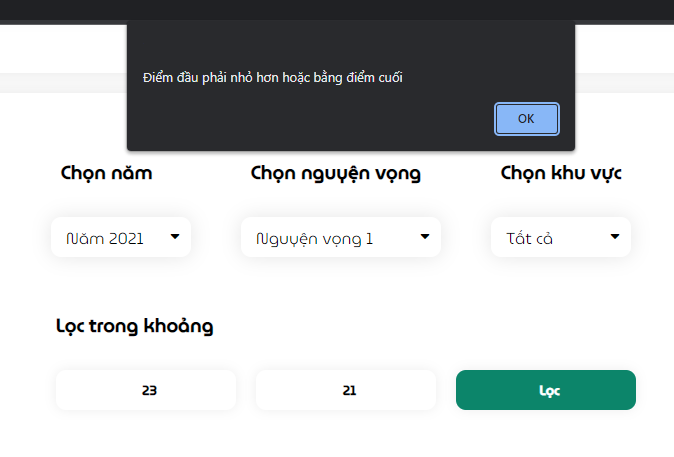 Điểm đầu phải nhỏ hơn hoặc bằng điểm cuối
OK
Chọn năm Chọn nguyện vọng Chọn khu vực
Năm 2021 Nguyện vọng 1 Tất cả
Lọc trong khoảng
23 21 Lọc